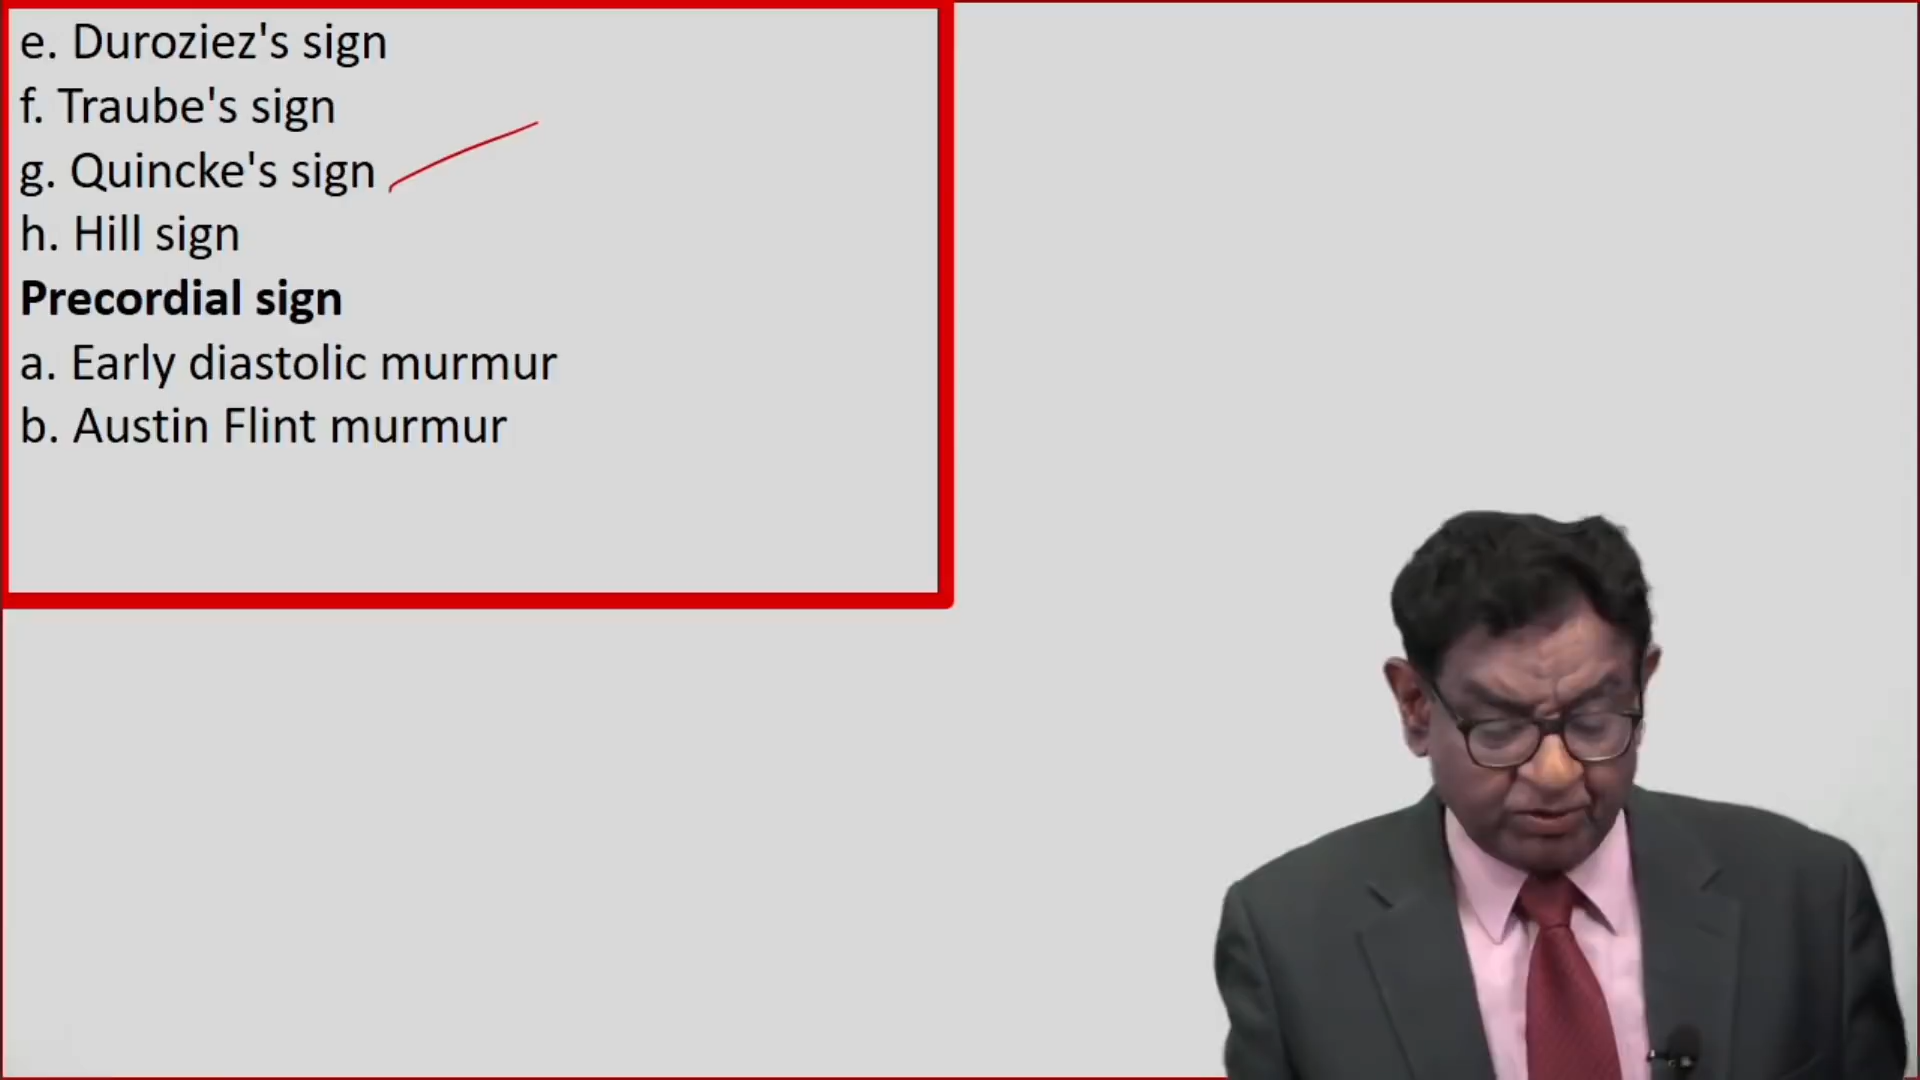 e. Duroziez's sign
f. Traube's sign
g. Quincke's sign
h. Hill sign
Precordial sign
a. Early diastolic murmur
b. Austin Flint murmur